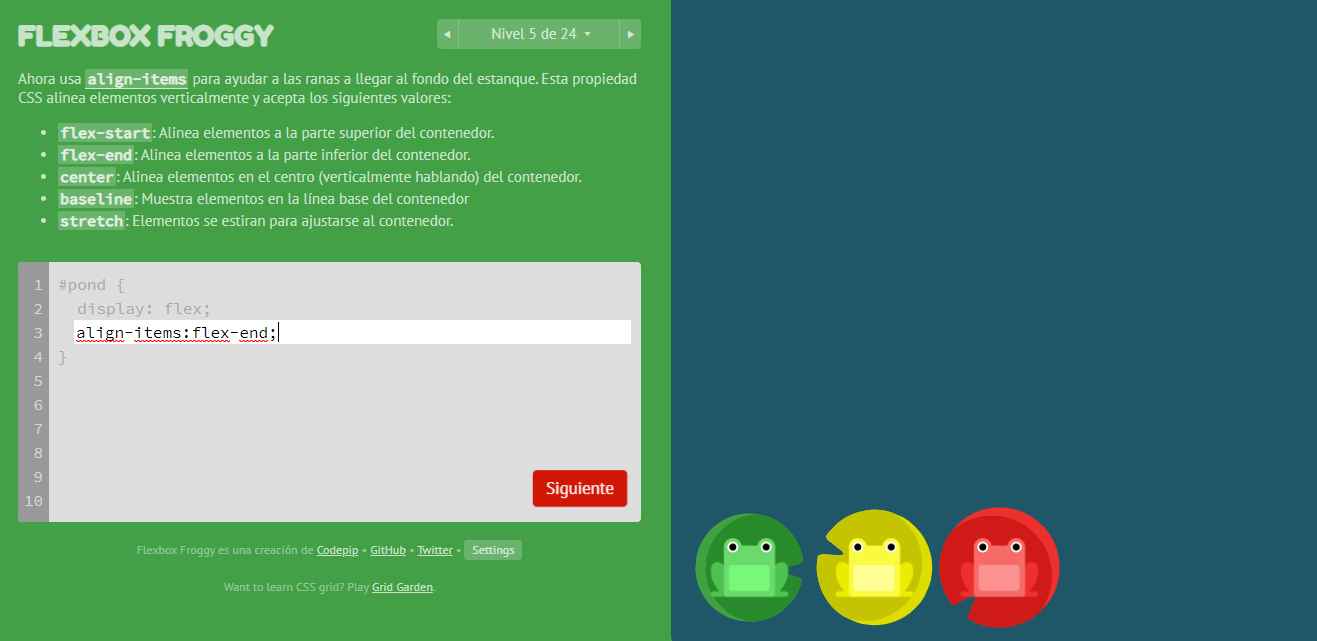 FLEXBOX FROGGY
◄ Nivel 5 de 24 ▾ ►
Ahora usa align-items para ayudar a las ranas a llegar al fondo del estanque. Esta propiedad
CSS alinea elementos verticalmente y acepta los siguientes valores:
• flex-start: Alinea elementos a la parte superior del contenedor.
• flex-end: Alinea elementos a la parte inferior del contenedor.
• center: Alinea elementos en el centro (verticalmente hablando) del contenedor.
• baseline: Muestra elementos en la línea base del contenedor
• stretch: Elementos se estiran para ajustarse al contenedor.
1 #pond {
2 display: flex;
3 align-items:flex-end;
4 }
5
6
7
8
9
10
Siguiente
Flexbox Froggy es una creación de Codepip • GitHub • Twitter • Settings
Want to learn CSS grid? Play Grid Garden.